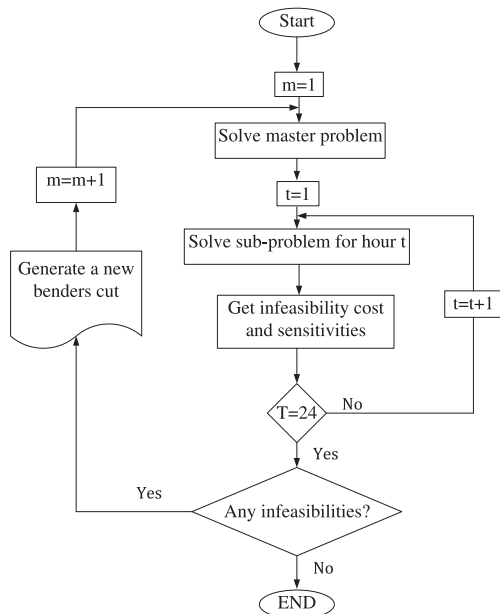 Start
m=1
Solve master problem
m=m+1
t=1
Solve sub-problem for hour t
Generate a new
benders cut
Get infeasibility cost
and sensitivities
t=t+1
T=24
No
Yes
Yes
Any infeasibilities?
No
END